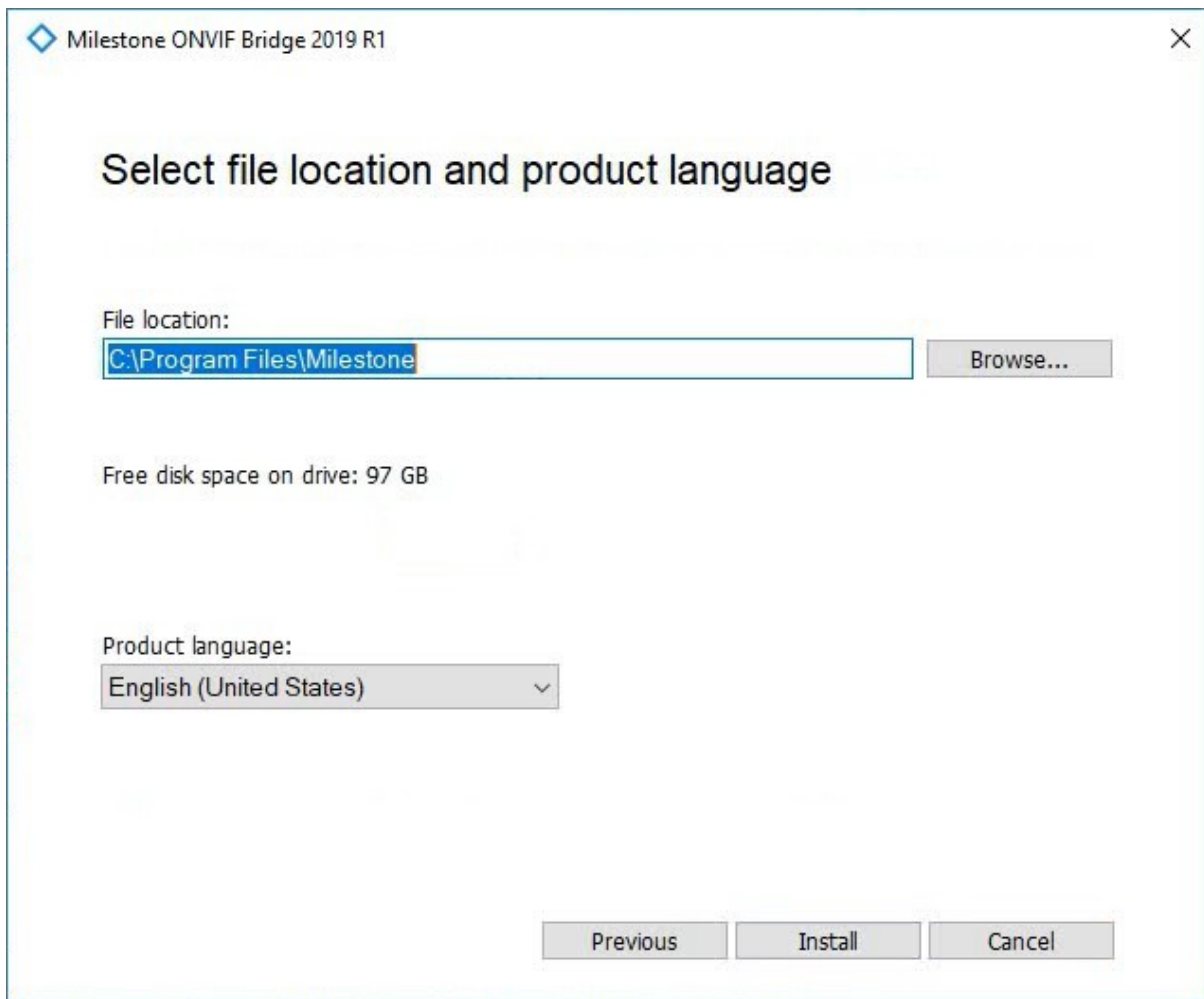 Milestone ONVIF Bridge 2019 R1
Select file location and product language
File location:
C:\Program Files\Milestone
Browse...
Free disk space on drive: 97 GB
Product language:
English (United States)
Previous
Install
Cancel